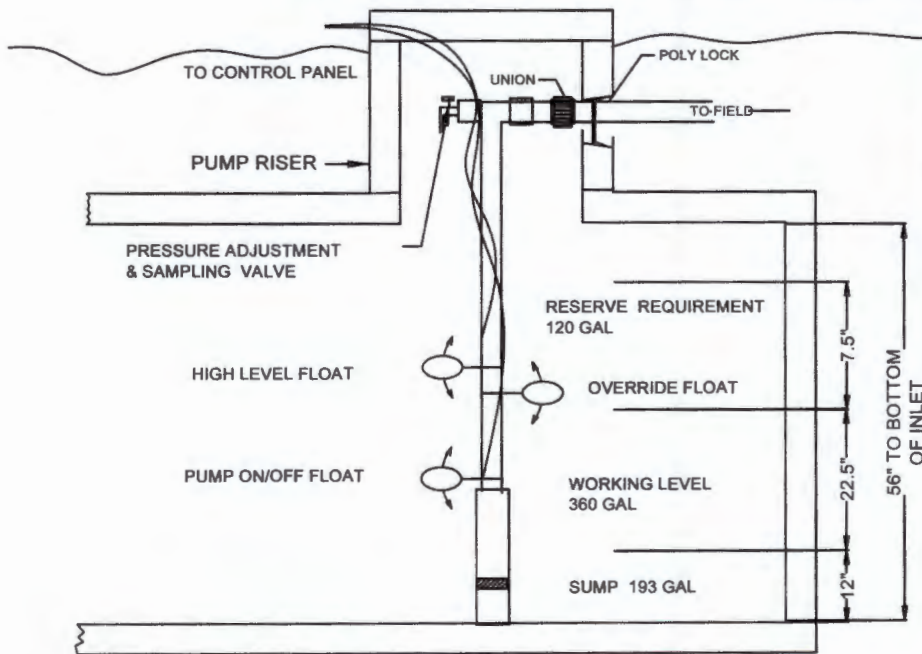 TO CONTROL PANEL
POLY LOCK
UNION
TO FIELD
PUMP RISER
PRESSURE ADJUSTMENT
& SAMPLING VALVE
RESERVE REQUIREMENT
120 GAL
7.5"
HIGH LEVEL FLOAT
OVERRIDE FLOAT
56" TO BOTTOM
OF INLET
PUMP ON/OFF FLOAT
WORKING LEVEL
360 GAL
22.5"
SUMP 193 GAL
12"